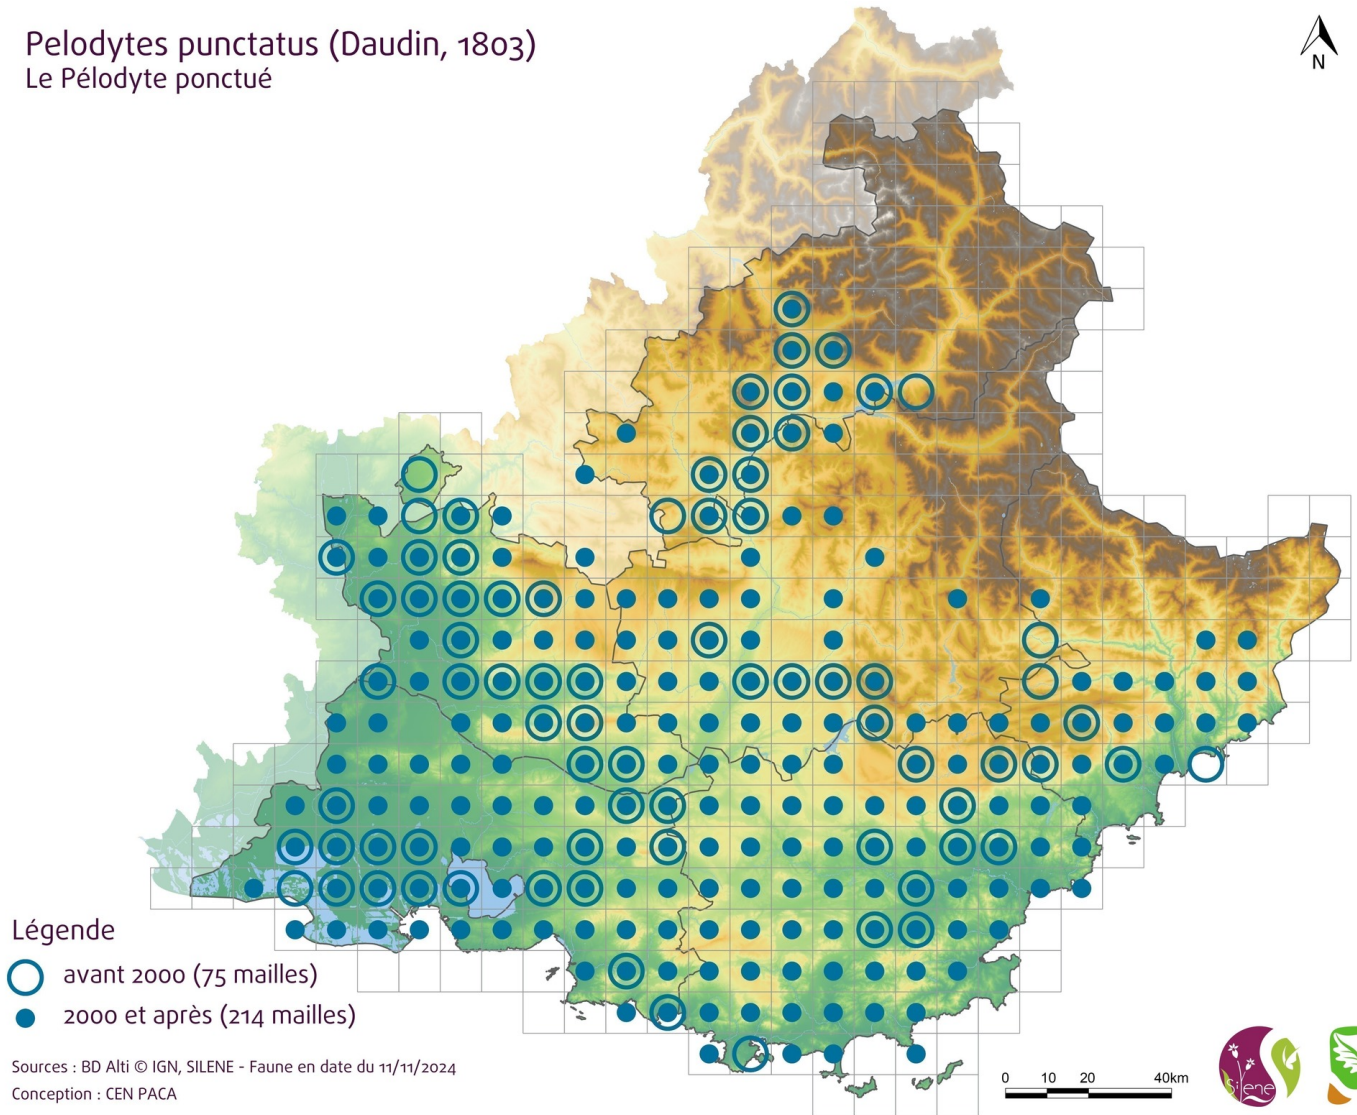 Pelodytes punctatus (Daudin, 1803)
Le Pélodyte ponctué
N
Légende
avant 2000 (75 mailles)
2000 et après (214 mailles)
Sources : BD Alti © IGN, SILENE - Faune en date du 11/11/2024
Conception : CEN PACA
0 10 20 40km
Silene